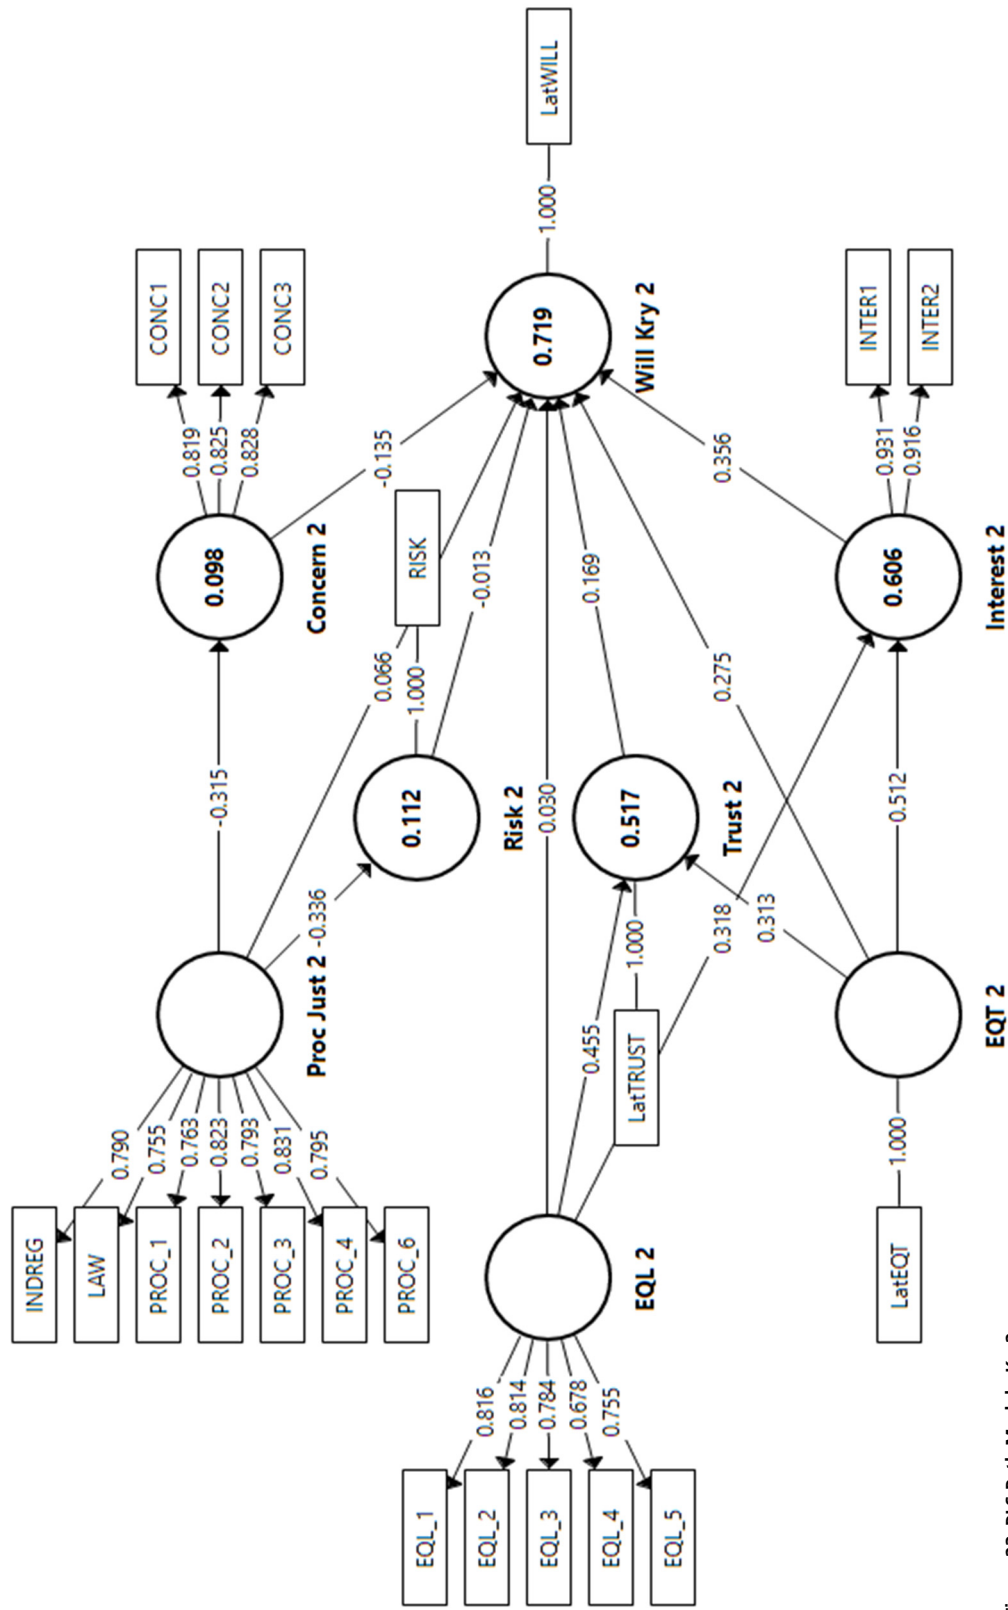 INDREG
LAW
PROC_1
PROC_2
PROC_3
PROC_4
PROC_6
0.790
0.755
0.763
0.823
0.793
0.831
0.795
Proc Just 2
-0.315
0.066
-0.336
0.098
Concern 2
0.819
0.825
0.828
CONC1
CONC2
CONC3
-0.135
0.112
Risk 2
1.000
RISK
-0.013
EQL_1
EQL_2
EQL_3
EQL_4
EQL_5
0.816
0.814
0.784
0.678
0.755
EQL 2
0.030
0.455
0.318
LatTRUST
1.000
0.517
Trust 2
0.169
0.719
Will Kry 2
1.000
LatWILL
LatEQT
1.000
EQT 2
0.313
0.275
0.512
0.606
Interest 2
0.356
0.931
0.916
INTER1
INTER2